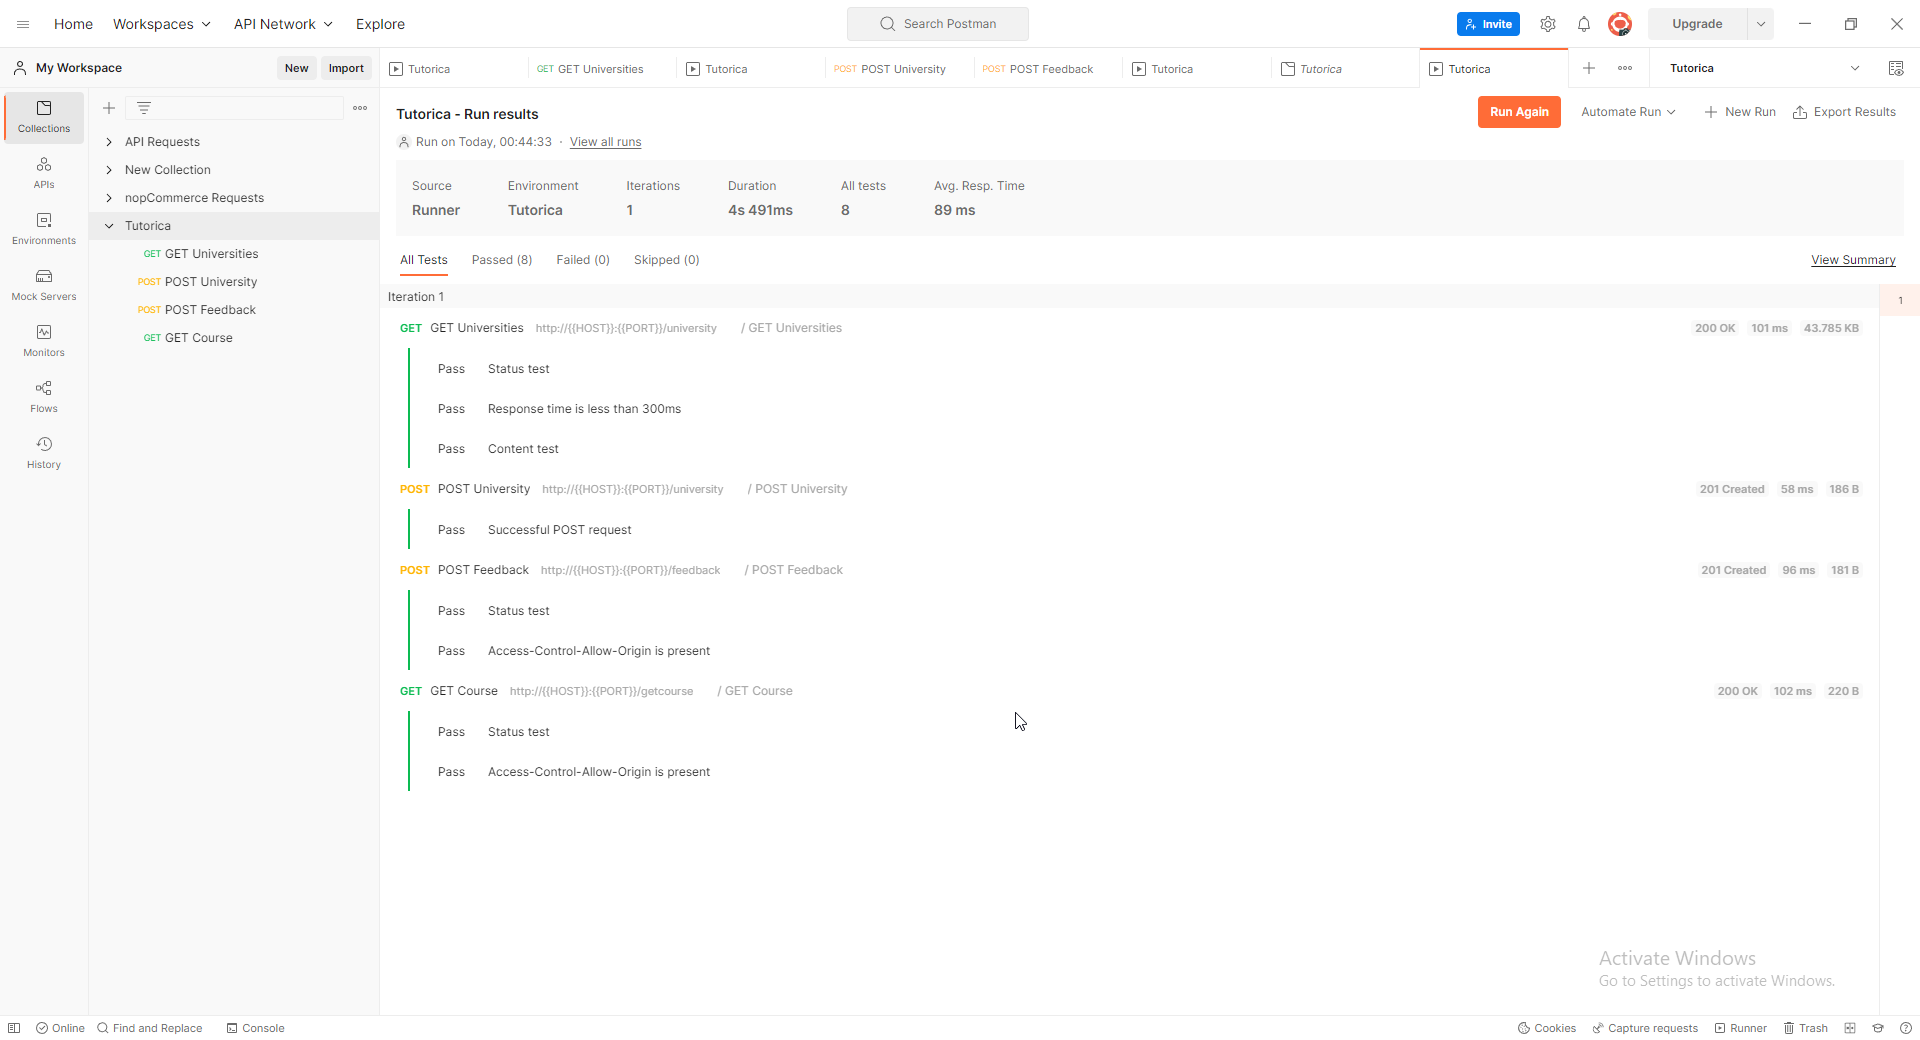 Home Workspaces API Network Explore Search Postman Invite Upgrade
My Workspace New Import Tutorica GET GET Universities Tutorica POST POST University POST POST Feedback Tutorica Tutorica Tutorica Tutorica
Collections
APIs
Environments
Mock Servers
Monitors
Flows
History
API Requests
New Collection
nopCommerce Requests
Tutorica
GET GET Universities
POST POST University
POST POST Feedback
GET GET Course
Tutorica - Run results Run Again Automate Run New Run Export Results
Run on Today, 00:44:33 · View all runs
Source Environment Iterations Duration All tests Avg. Resp. Time
Runner Tutorica 1 4s 491ms 8 89 ms
All Tests Passed (8) Failed (0) Skipped (0) View Summary
Iteration 1 1
GET GET Universities http://{{HOST}}:{{PORT}}/university / GET Universities 200 OK 101 ms 43.785 KB
Pass Status test
Pass Response time is less than 300ms
Pass Content test
POST POST University http://{{HOST}}:{{PORT}}/university / POST University 201 Created 58 ms 186 B
Pass Successful POST request
POST POST Feedback http://{{HOST}}:{{PORT}}/feedback / POST Feedback 201 Created 96 ms 181 B
Pass Status test
Pass Access-Control-Allow-Origin is present
GET GET Course http://{{HOST}}:{{PORT}}/getcourse / GET Course 200 OK 102 ms 220 B
Pass Status test
Pass Access-Control-Allow-Origin is present
Activate Windows
Go to Settings to activate Windows.
Online Find and Replace Console Cookies Capture requests Runner Trash